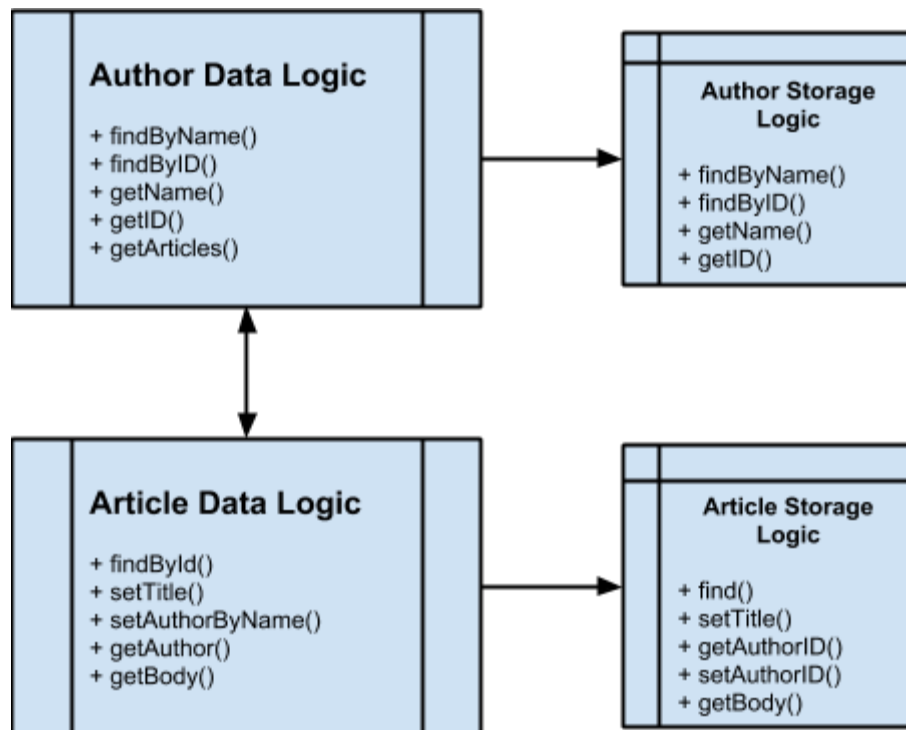 Author Data Logic
+ findByName()
+ findByID()
+ getName()
+ getID()
+ getArticles()
Author Storage
Logic
+ findByName()
+ findByID()
+ getName()
+ getID()
Article Data Logic
+ findById()
+ setTitle()
+ setAuthorByName()
+ getAuthor()
+ getBody()
Article Storage
Logic
+ find()
+ setTitle()
+ getAuthorID()
+ setAuthorID()
+ getBody()